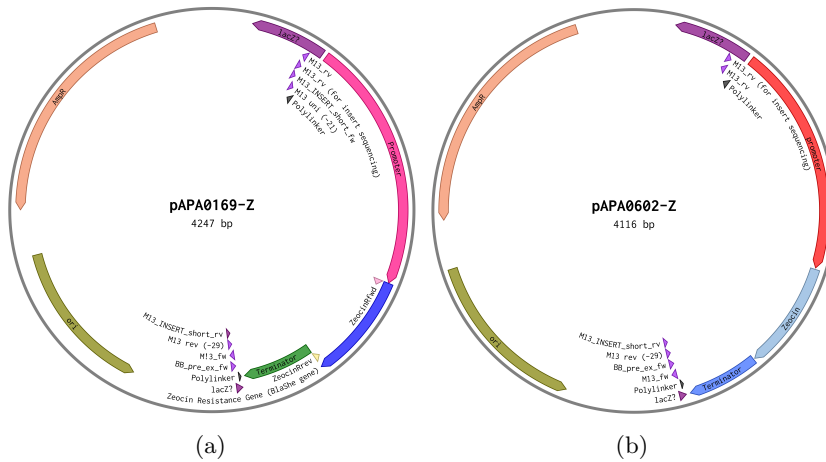 lacZ?
M13_rv
M13_rv (for insert sequencing)
M13_INSERT_short_fw
M13 uni (-21)
Polylinker
AmpR
Promoter
pAPA0169-Z
4247 bp
ZeocinRfwd
ori
M13_INSERT_short_rv
M13 rev (-29)
M13_fw
BB_pre_ex_fw
Polylinker
lacZ?
Terminator
ZeocinRrev
Zeocin Resistance Gene (BlaShe gene)
(a)
lacZ?
M13_rv (for insert sequencing)
M13_rv
Polylinker
AmpR
promoter
pAPA0602-Z
4116 bp
Zeocin
ori
M13_INSERT_short_rv
M13 rev (-29)
BB_pre_ex_fw
M13_fw
Polylinker
lacZ?
Terminator
(b)